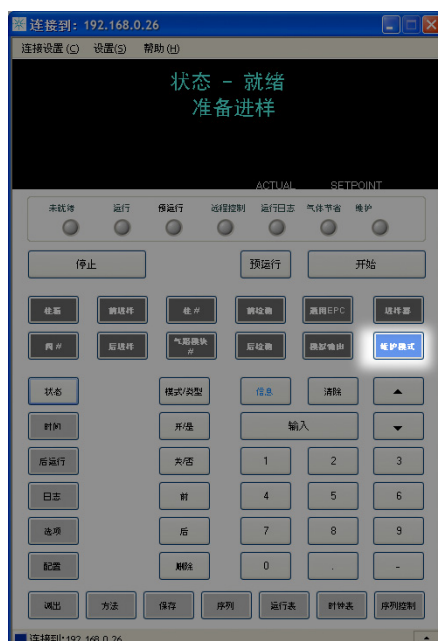 连接到: 192.168.0.26
连接设置(C) 设置(S) 帮助(H)
状态 - 就绪
准备进样
ACTUAL SETPOINT
未就绪 运行 预运行 远程控制 运行日志 气体节省 维护
停止 预运行 开始
柱箱 前进样 柱# 前检测 通用EPC 进样器
阀# 后进样 气路模块# 后检测 模拟输出 维护模式
状态 模式/类型 信息 清除
时间 开/是 输入
后运行 关/否 1 2 3
日志 前 4 5 6
选项 后 7 8 9
配置 删除 0 . -
调出 方法 保存 序列 运行表 时钟表 序列控制
连接到:192.168.0.26